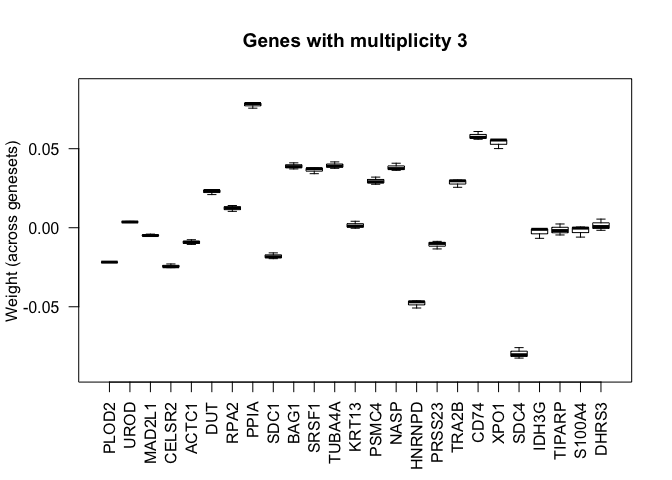 Genes with multiplicity 3
Weight (across genesets)
0.05
0.00
-0.05
PLOD2
UROD
MAD2L1
CELSR2
ACTC1
DUT
RPA2
PPIA
SDC1
BAG1
SRSF1
TUBA4A
KRT13
PSMC4
NASP
HNRNPD
PRSS23
TRA2B
CD74
XPO1
SDC4
IDH3G
TIPARP
S100A4
DHRS3